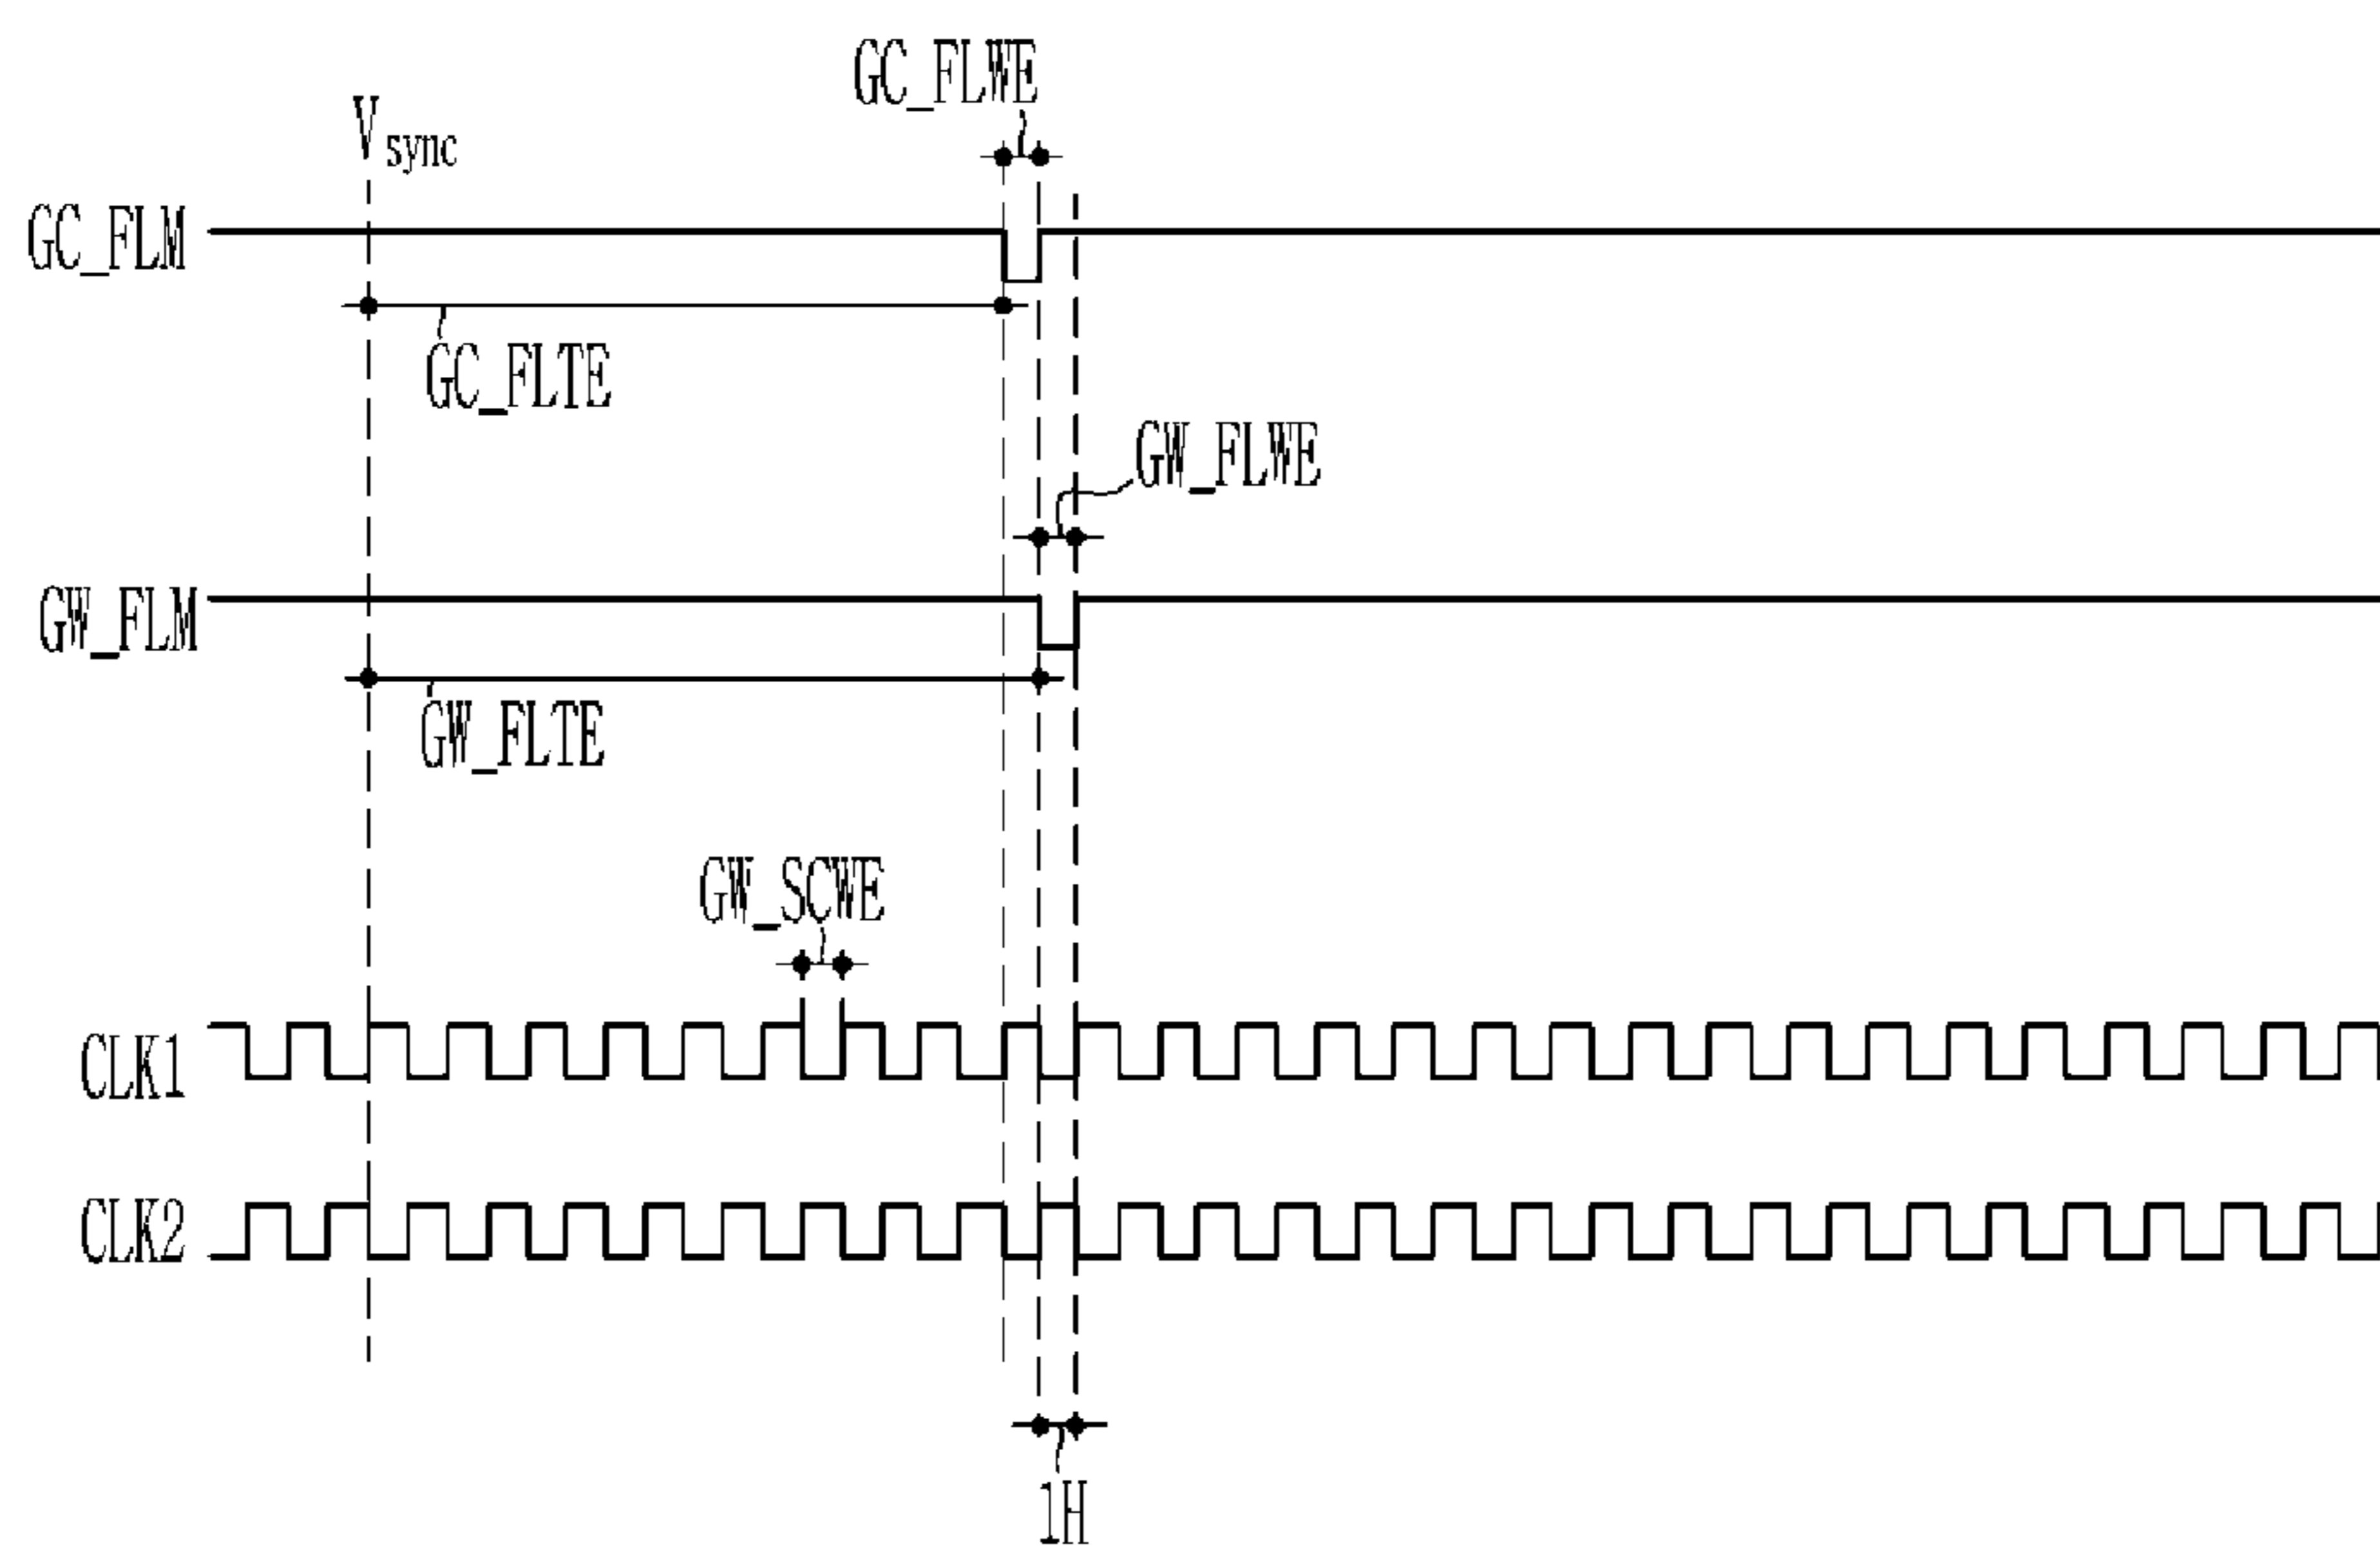 GC_FLWE
Vsync
GC_FLM
GC_FLTE
GW_FLWE
GW_FLM
GW_FLTE
GW_SCWE
CLK1
CLK2
1H